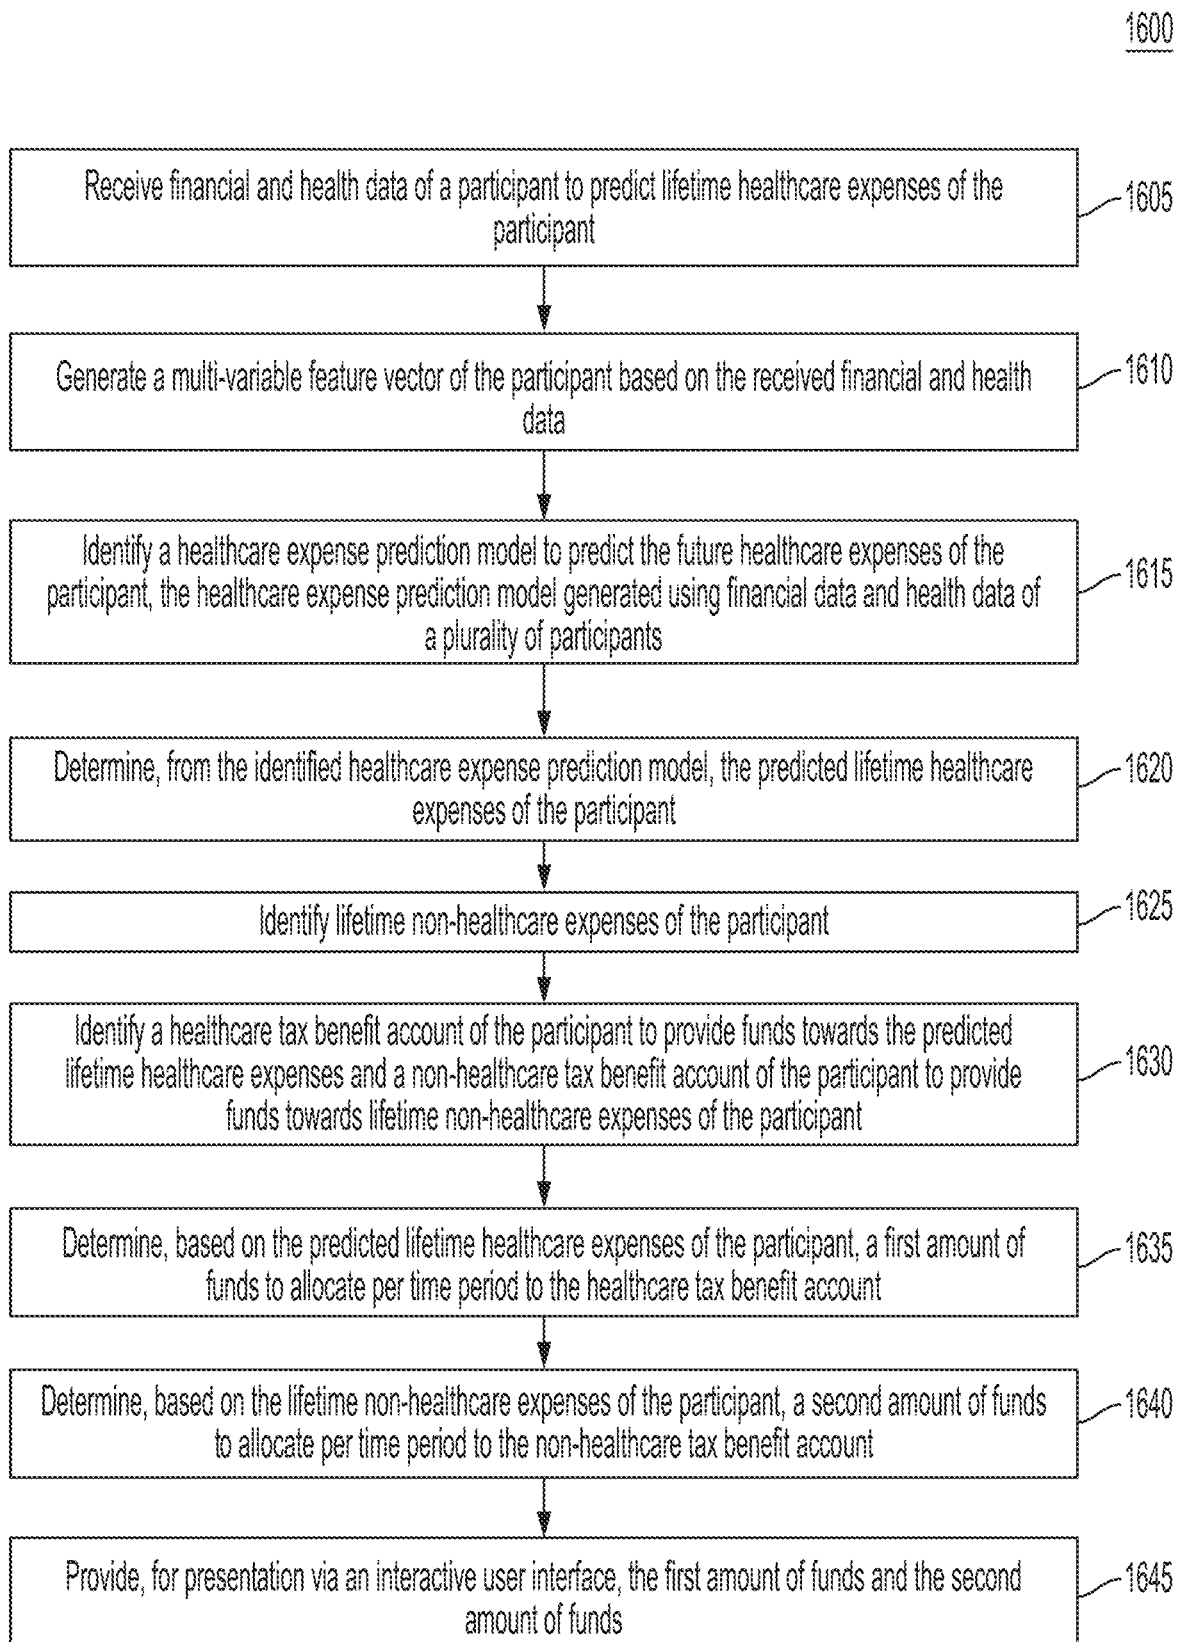 1600
Receive financial and health data of a participant to predict lifetime healthcare expenses of the
participant
1605
Generate a multi-variable feature vector of the participant based on the received financial and health
data
1610
Identify a healthcare expense prediction model to predict the future healthcare expenses of the
participant, the healthcare expense prediction model generated using financial data and health data of
a plurality of participants
1615
Determine, from the identified healthcare expense prediction model, the predicted lifetime healthcare
expenses of the participant
1620
Identify lifetime non-healthcare expenses of the participant
1625
Identify a healthcare tax benefit account of the participant to provide funds towards the predicted
lifetime healthcare expenses and a non-healthcare tax benefit account of the participant to provide
funds towards lifetime non-healthcare expenses of the participant
1630
Determine, based on the predicted lifetime healthcare expenses of the participant, a first amount of
funds to allocate per time period to the healthcare tax benefit account
1635
Determine, based on the lifetime non-healthcare expenses of the participant, a second amount of funds
to allocate per time period to the non-healthcare tax benefit account
1640
Provide, for presentation via an interactive user interface, the first amount of funds and the second
amount of funds
1645